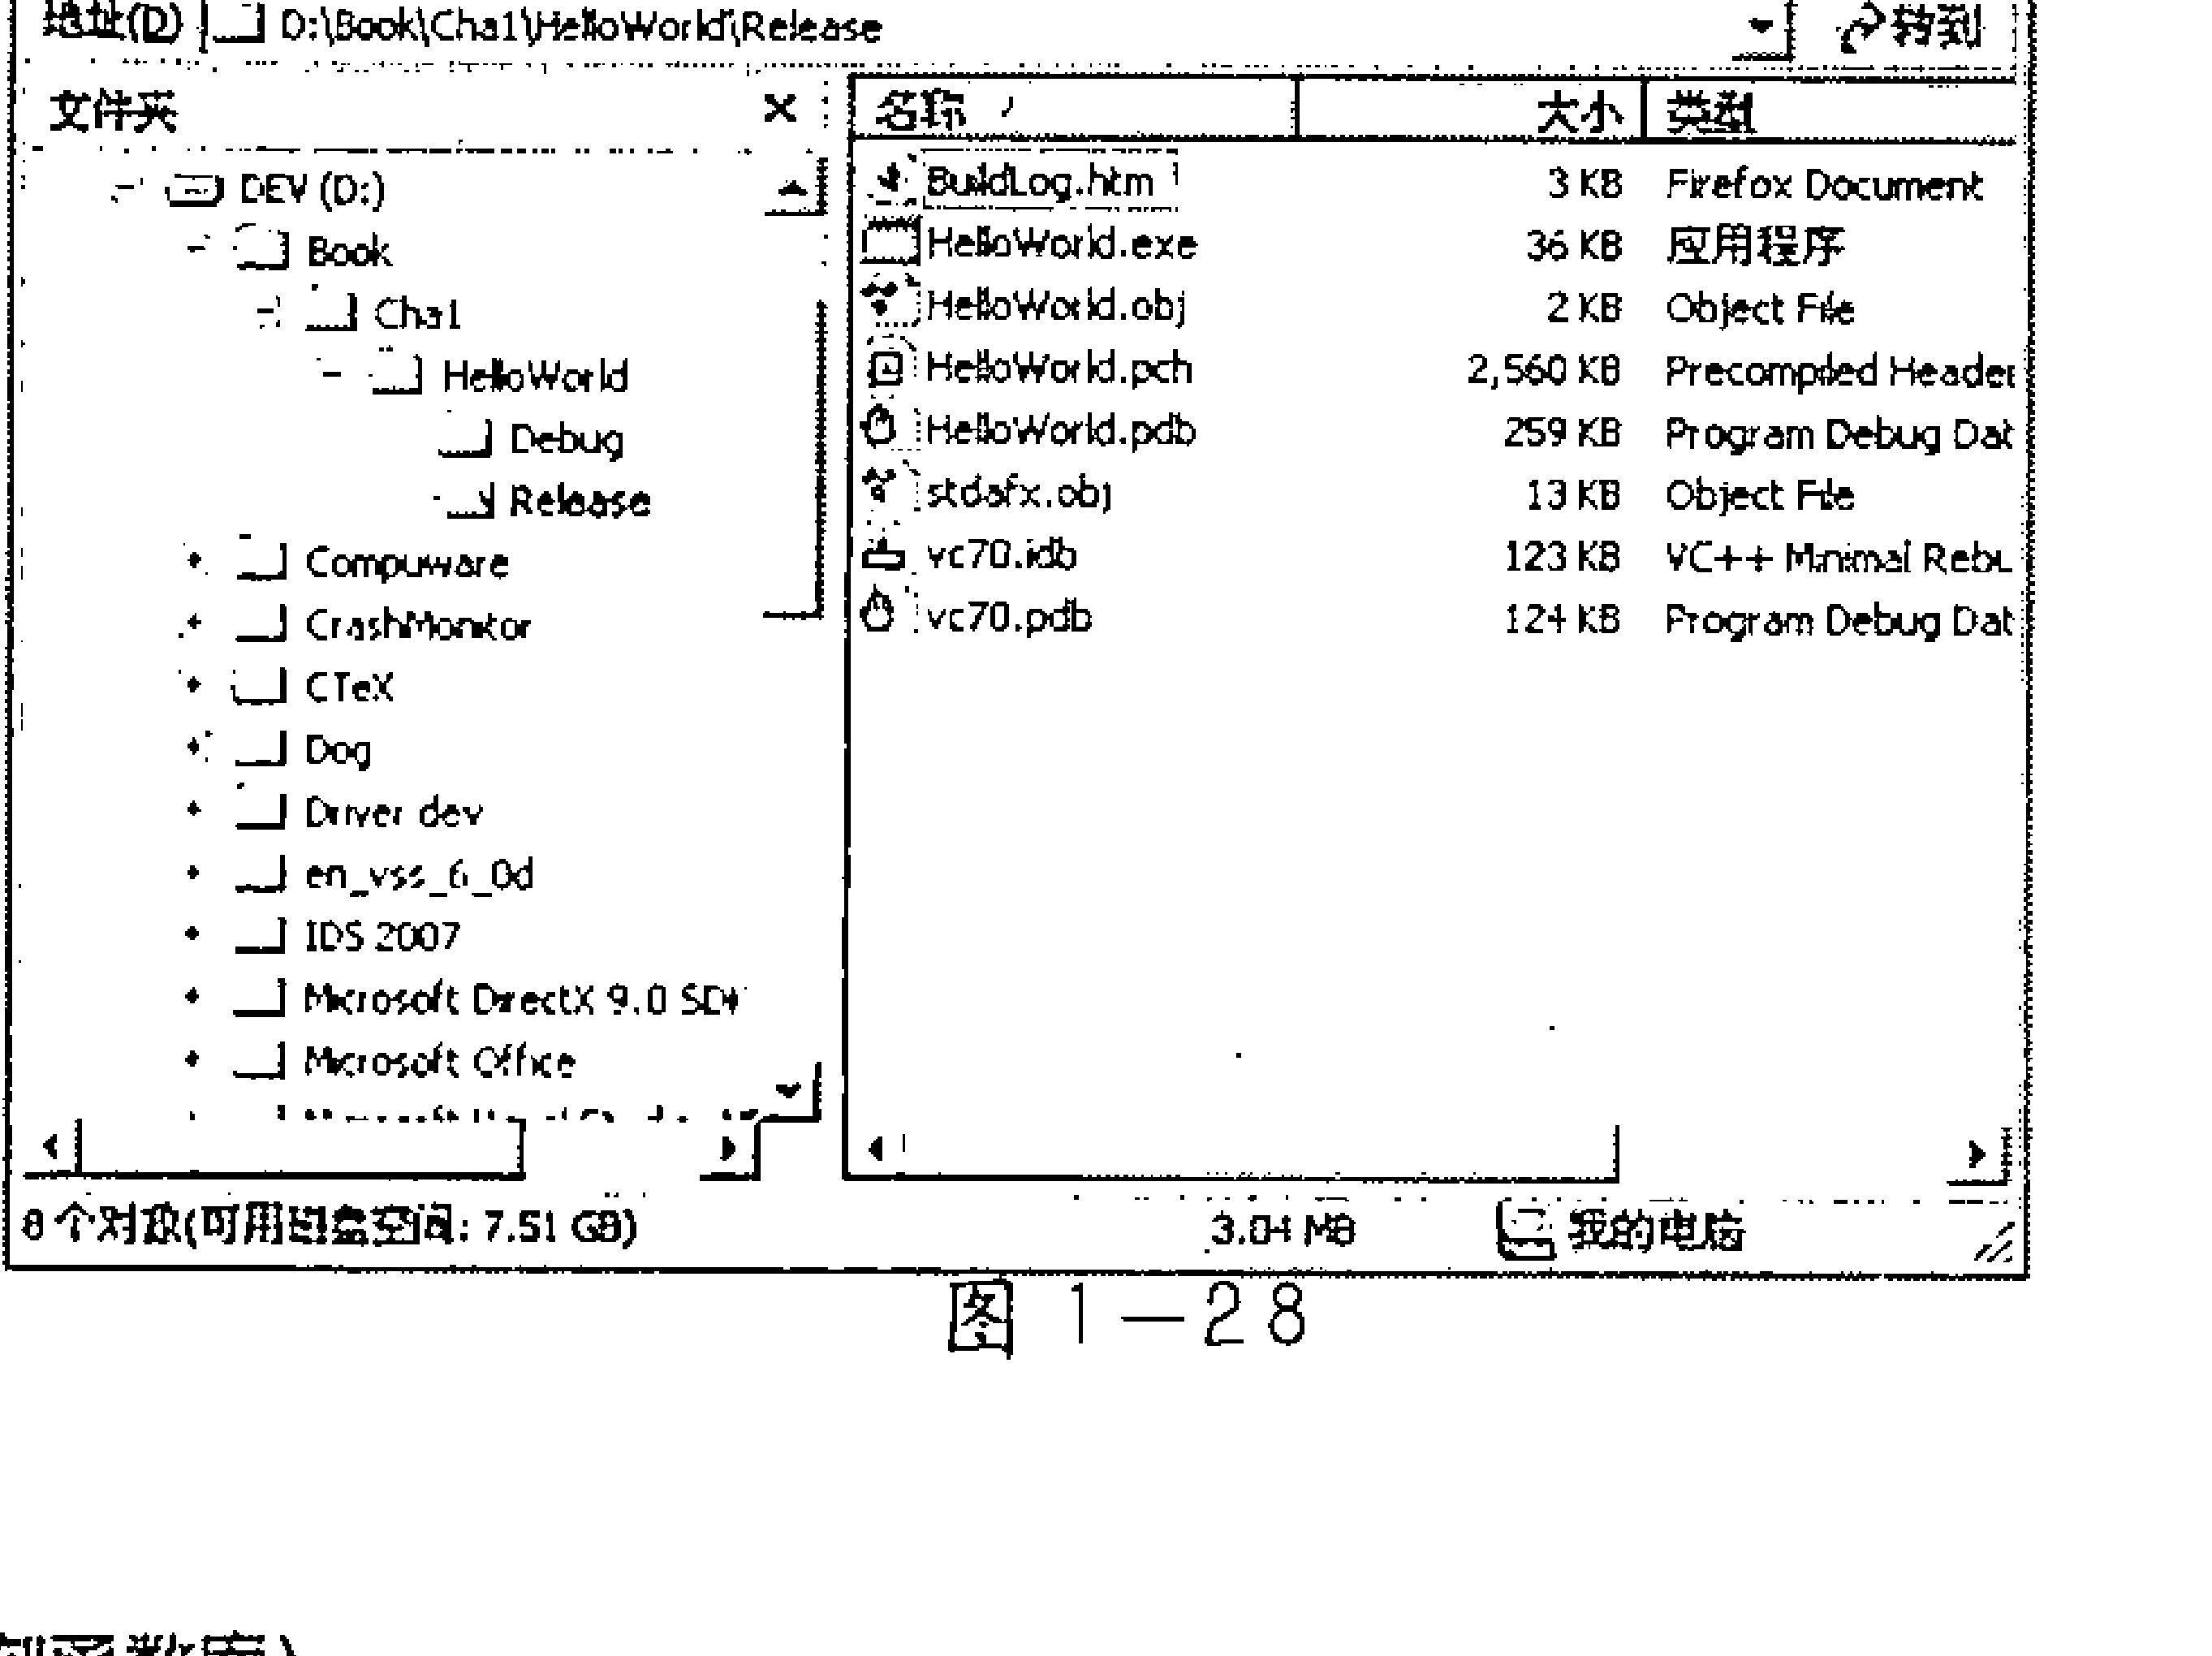 地址(D) D:\Book\Cha1\HelloWorld\Release 转到
文件夹 ×
DEV (D:)
Book
Cha1
HelloWorld
Debug
Release
Compuware
CrashMonitor
CTeX
Dog
Driver dev
en_vss_6_0d
IDS 2007
Microsoft DirectX 9.0 SDK
Microsoft Office
名称 大小 类型
BuildLog.htm 3 KB Firefox Document
HelloWorld.exe 36 KB 应用程序
HelloWorld.obj 2 KB Object File
HelloWorld.pch 2,560 KB Precompiled Header
HelloWorld.pdb 259 KB Program Debug Dat
stdafx.obj 13 KB Object File
vc70.idb 123 KB VC++ Minimal Rebu
vc70.pdb 124 KB Program Debug Dat
8 个对象(可用磁盘空间: 7.51 GB) 3.04 MB 我的电脑
图 1-28
函数库)